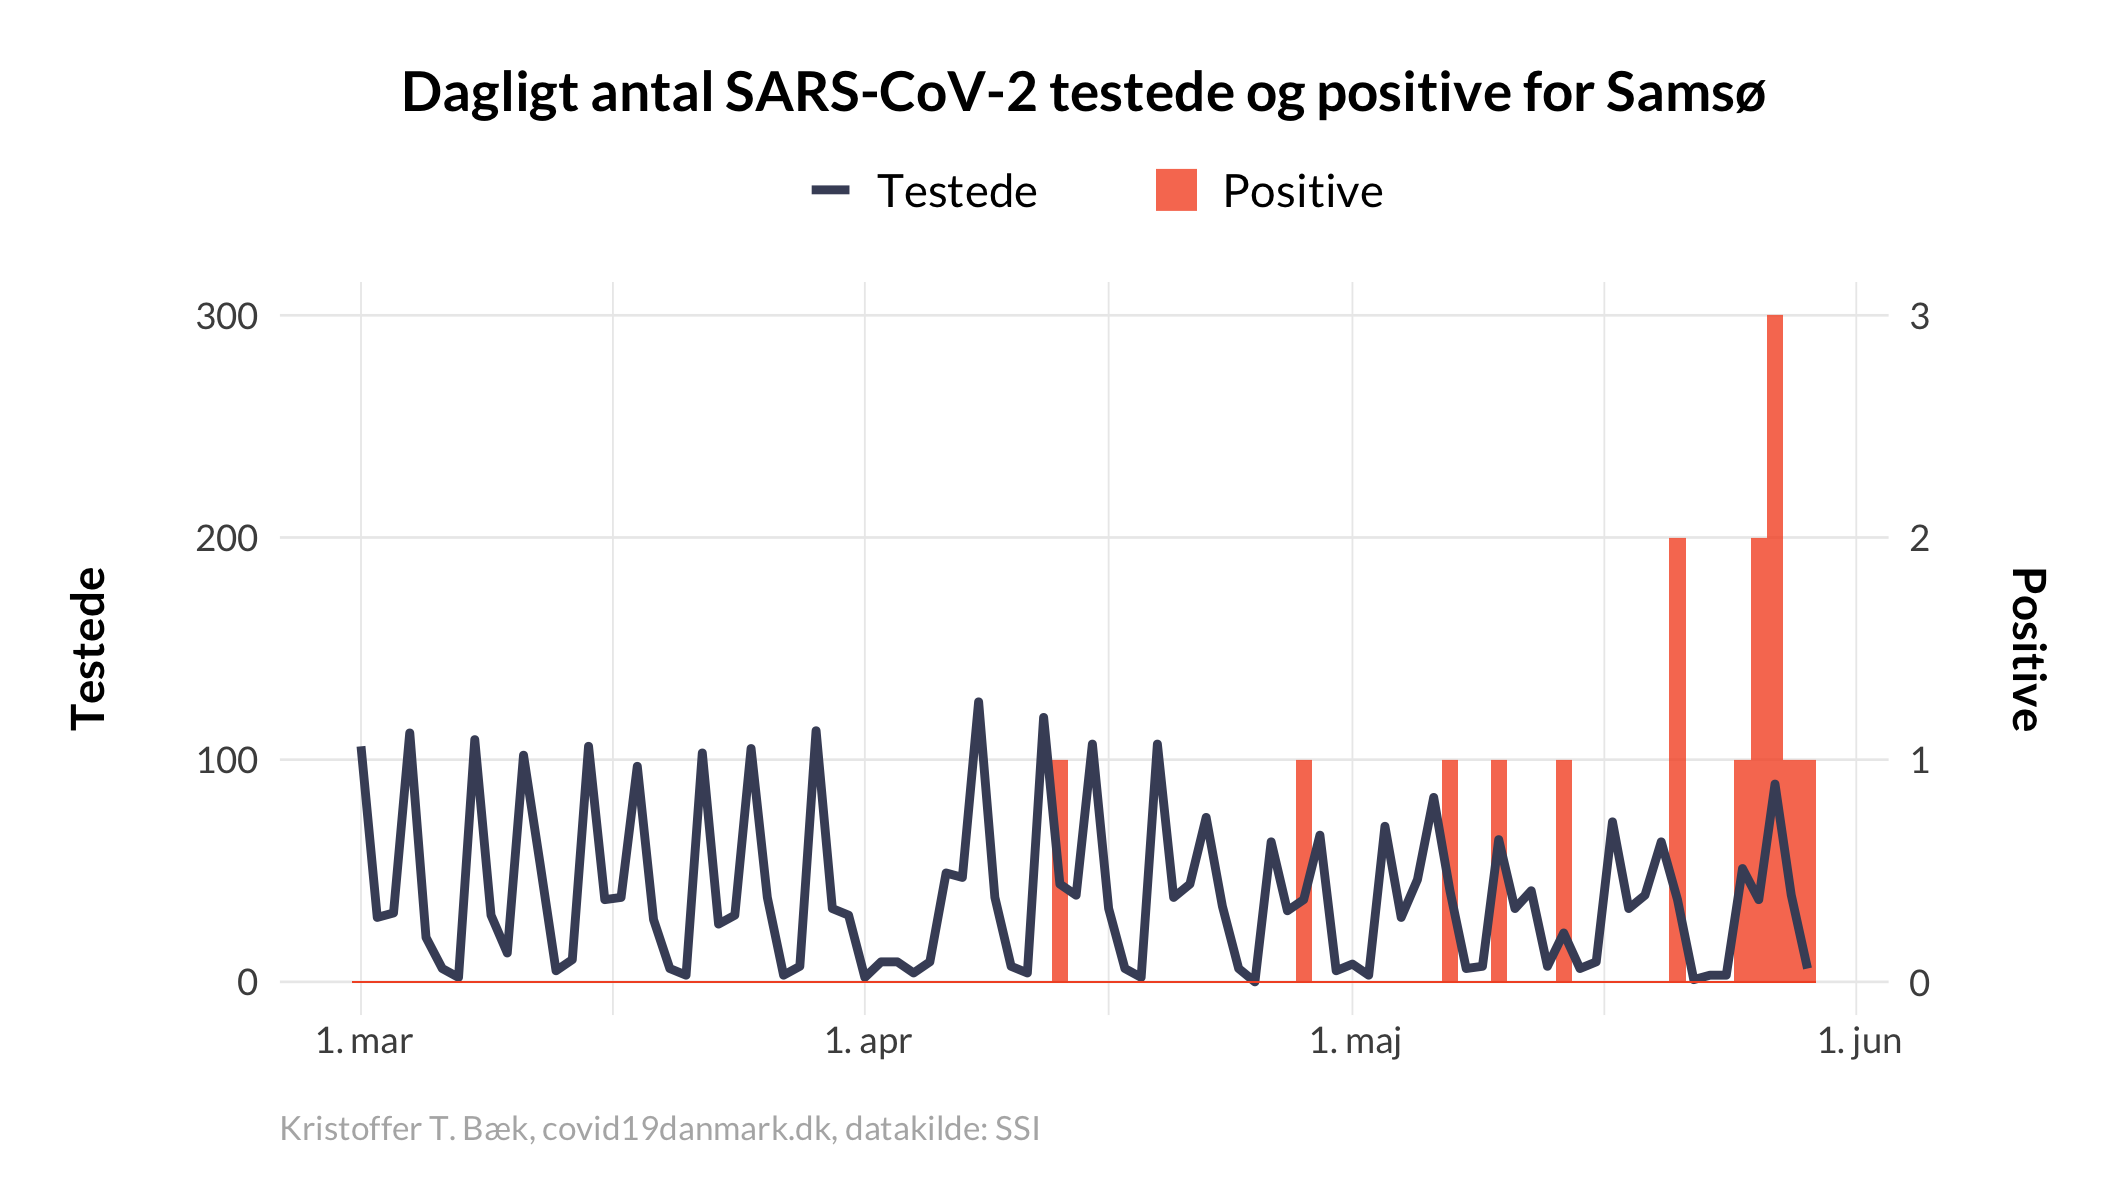 Dagligt antal SARS-CoV-2 testede og positive for Samsø
Testede
Positive
300
200
100
0
3
2
1
0
Testede
Positive
1. mar
1. apr
1. maj
1. jun
Kristoffer T. Bæk, covid19danmark.dk, datakilde: SSI